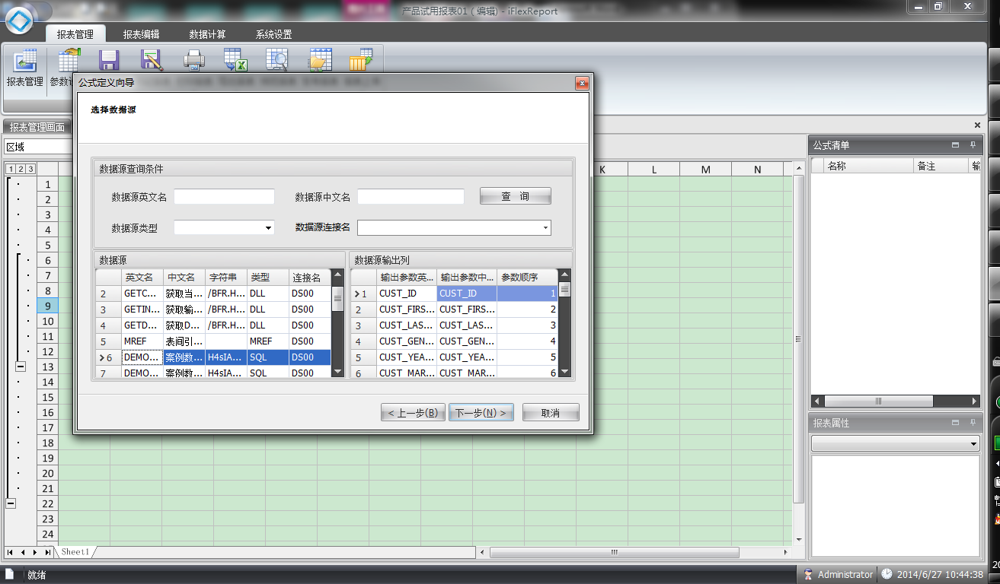 产品试用报表01 ( 编辑) - iFlexReport
报表管理 报表编辑 数据计算 系统设置
报表管理
公式定义向导
选择数据源
报表管理画面
区域
公式清单
名称 备注
数据源查询条件
数据源英文名 数据源中文名 查 询
数据源类型 数据源连接名
数据源
英文名 中文名 字符串 类型 连接名
2 GETC... 获取当... /BFR.H... DLL DS00
3 GETIN... 获取输... /BFR.H... DLL DS00
4 GETD... 获取D... /BFR.H... DLL DS00
5 MREF 表间引... MREF DS00
6 DEMO... 案例数... H4sIA... SQL DS00
7 DEMO... 案例数... H4sIA... SQL DS00
数据源输出列
输出参数英... 输出参数中... 参数顺序
1 CUST_ID CUST_ID 1
2 CUST_FIRS... CUST_FIRS... 2
3 CUST_LAS... CUST_LAS... 3
4 CUST_GEN... CUST_GEN... 4
5 CUST_YEA... CUST_YEA... 5
6 CUST_MAR... CUST_MAR... 6
< 上一步(B) 下一步(N) > 取消
1 2 3
K L M N
1
2
3
4
5
6
7
8
9
10
11
12
13
14
15
16
17
18
19
20
21
22
23
24
报表属性
Sheet1
就绪 Administrator 2014/6/27 10:44:38